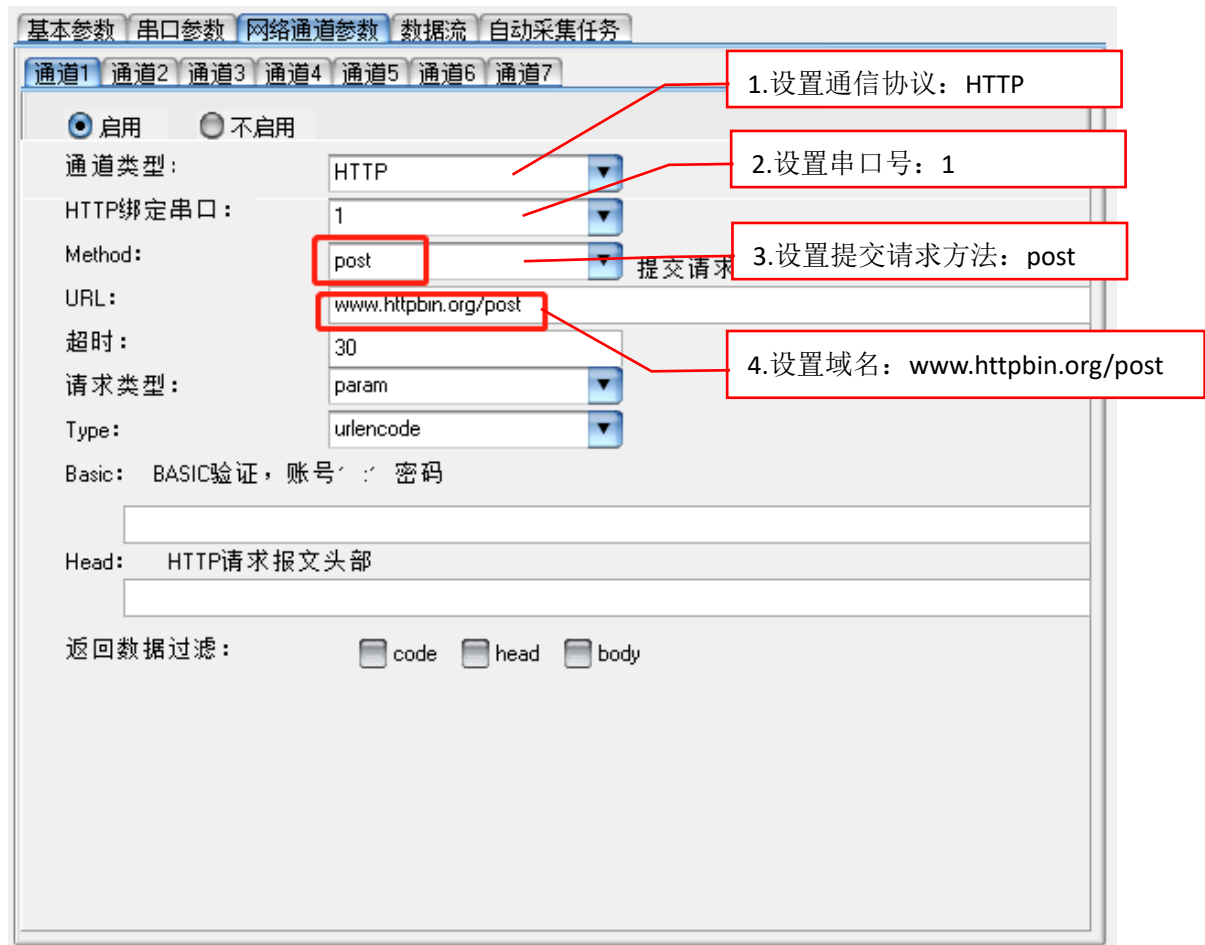 基本参数 串口参数 网络通道参数 数据流 自动采集任务
通道1 通道2 通道3 通道4 通道5 通道6 通道7
1.设置通信协议：HTTP
启用 不启用
通道类型: HTTP
2.设置串口号：1
HTTP绑定串口: 1
Method: post 提交请求
3.设置提交请求方法：post
URL: www.httpbin.org/post
超时: 30
4.设置域名：www.httpbin.org/post
请求类型: param
Type: urlencode
Basic: BASIC验证，账号' :' 密码
Head: HTTP请求报文头部
返回数据过滤: code head body